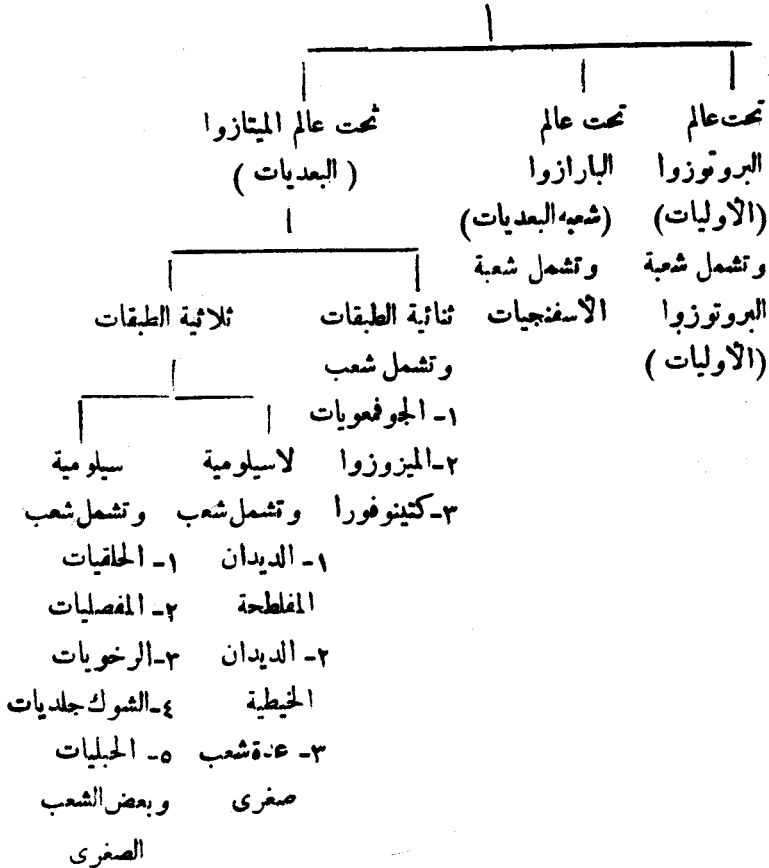 تحت عالم
البروتوزوا
(الأوليات)
وتشمل شعبة
البروتوزوا
(الأوليات)
تحت عالم
البارازوا
(شعبه البعديات)
وتشمل شعبة
الأسفنجيات
تحت عالم الميتازوا
(البعديات)
ثنائية الطبقات
وتشمل شعب
١- الجوفمعويات
٢- الميزوزوا
٣- كتينوفورا
ثلاثية الطبقات
لاسيلومية
وتشمل شعب
١- الديدان
المفلطحة
٢- الديدان
الخيطية
٣- عدة شعب
صغرى
سيلومية
وتشمل شعب
١- الحلقيات
٢- المفصليات
٣- الرخويات
٤- الشوك جلديات
٥- الحبليات
وبعض الشعب
الصغرى